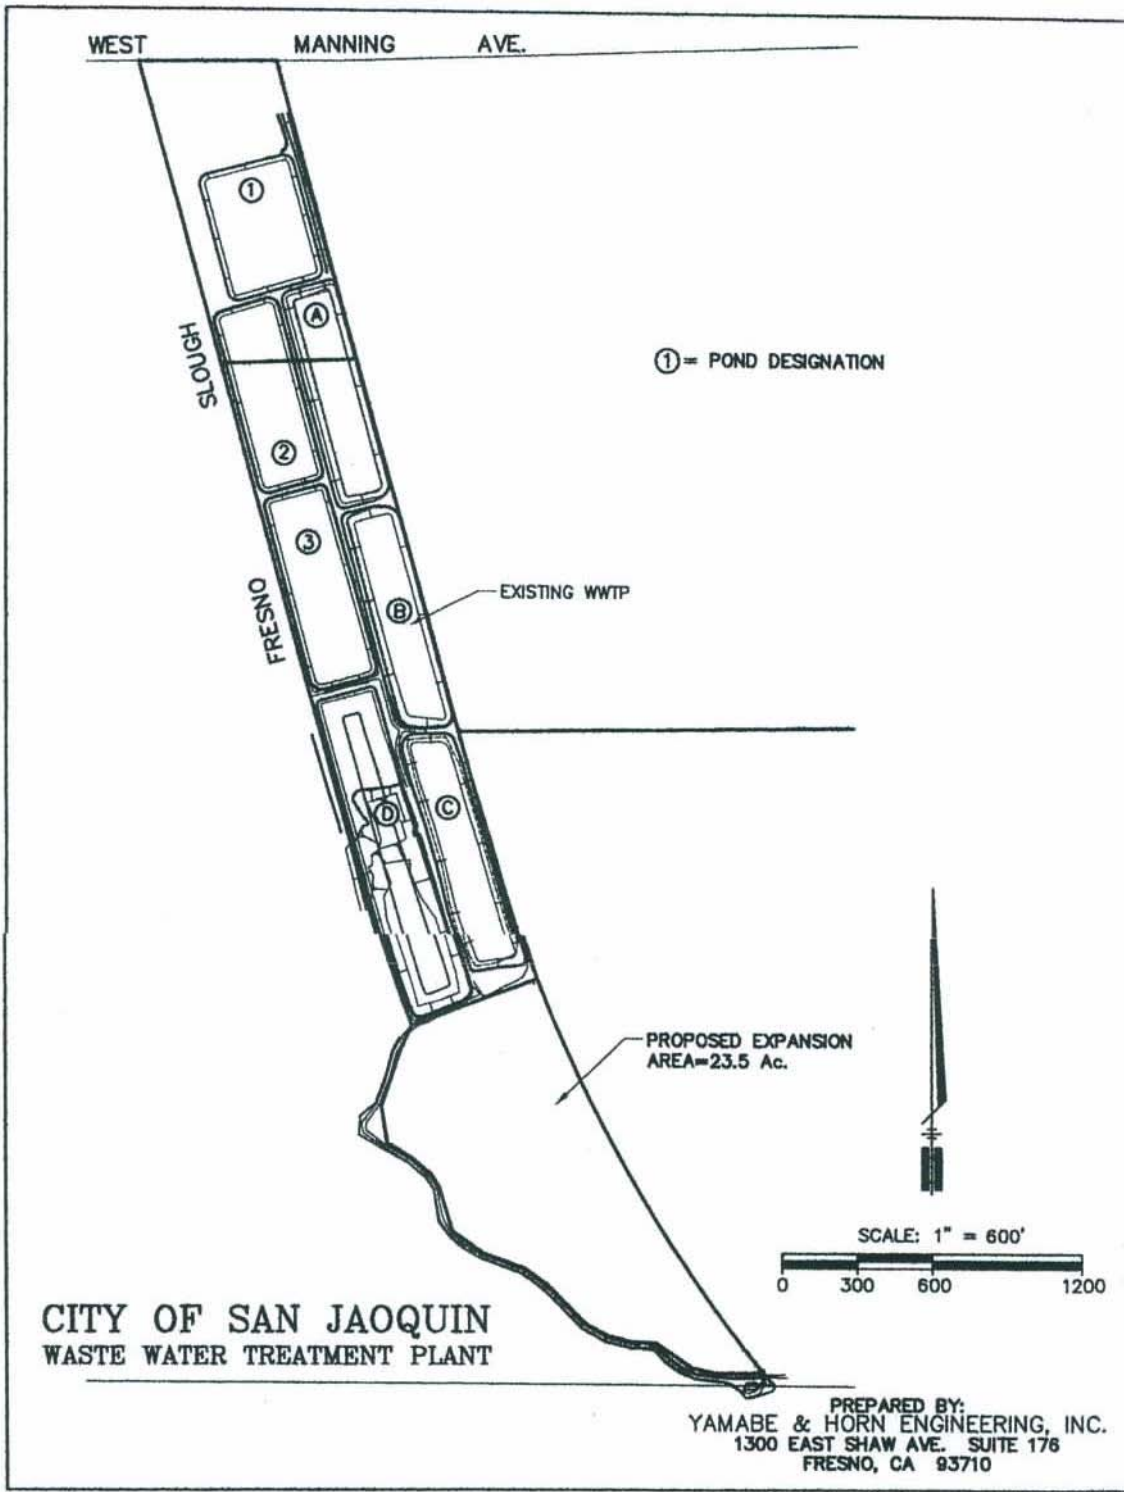 WEST MANNING AVE.
1
A
SLOUGH
① = POND DESIGNATION
2
3
FRESNO
EXISTING WWTP
B
D
C
PROPOSED EXPANSION
AREA=23.5 Ac.
SCALE: 1" = 600'
0 300 600 1200
CITY OF SAN JAOQUIN
WASTE WATER TREATMENT PLANT
PREPARED BY:
YAMABE & HORN ENGINEERING, INC.
1300 EAST SHAW AVE. SUITE 176
FRESNO, CA 93710